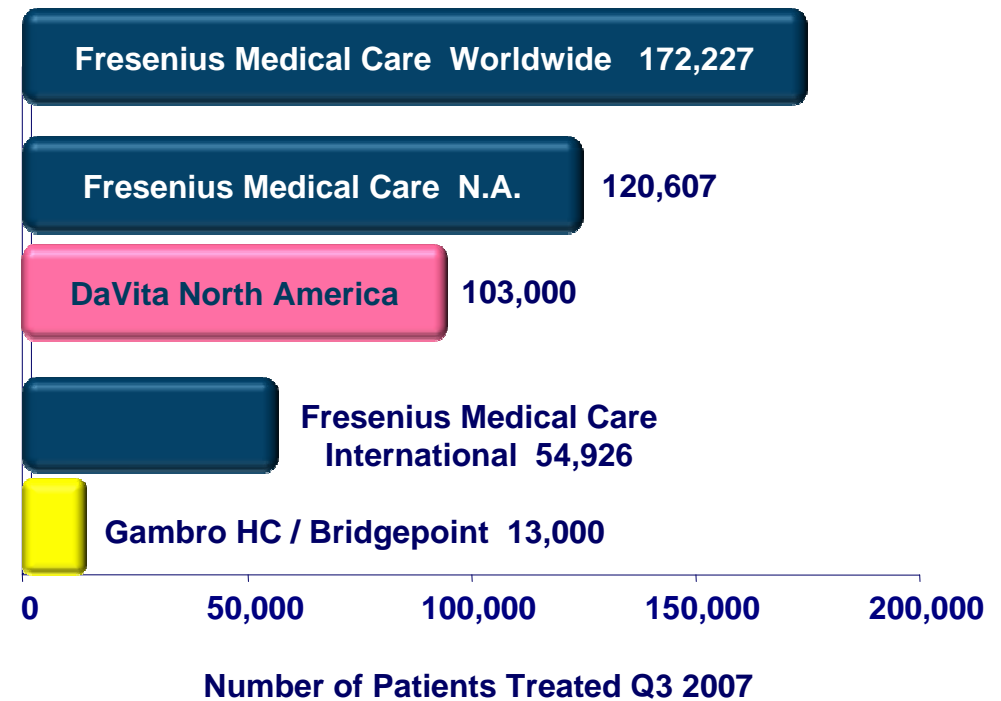 Fresenius Medical Care Worldwide 172,227
Fresenius Medical Care N.A. 120,607
DaVita North America 103,000
Fresenius Medical Care
International 54,926
Gambro HC / Bridgepoint 13,000
0 50,000 100,000 150,000 200,000
Number of Patients Treated Q3 2007